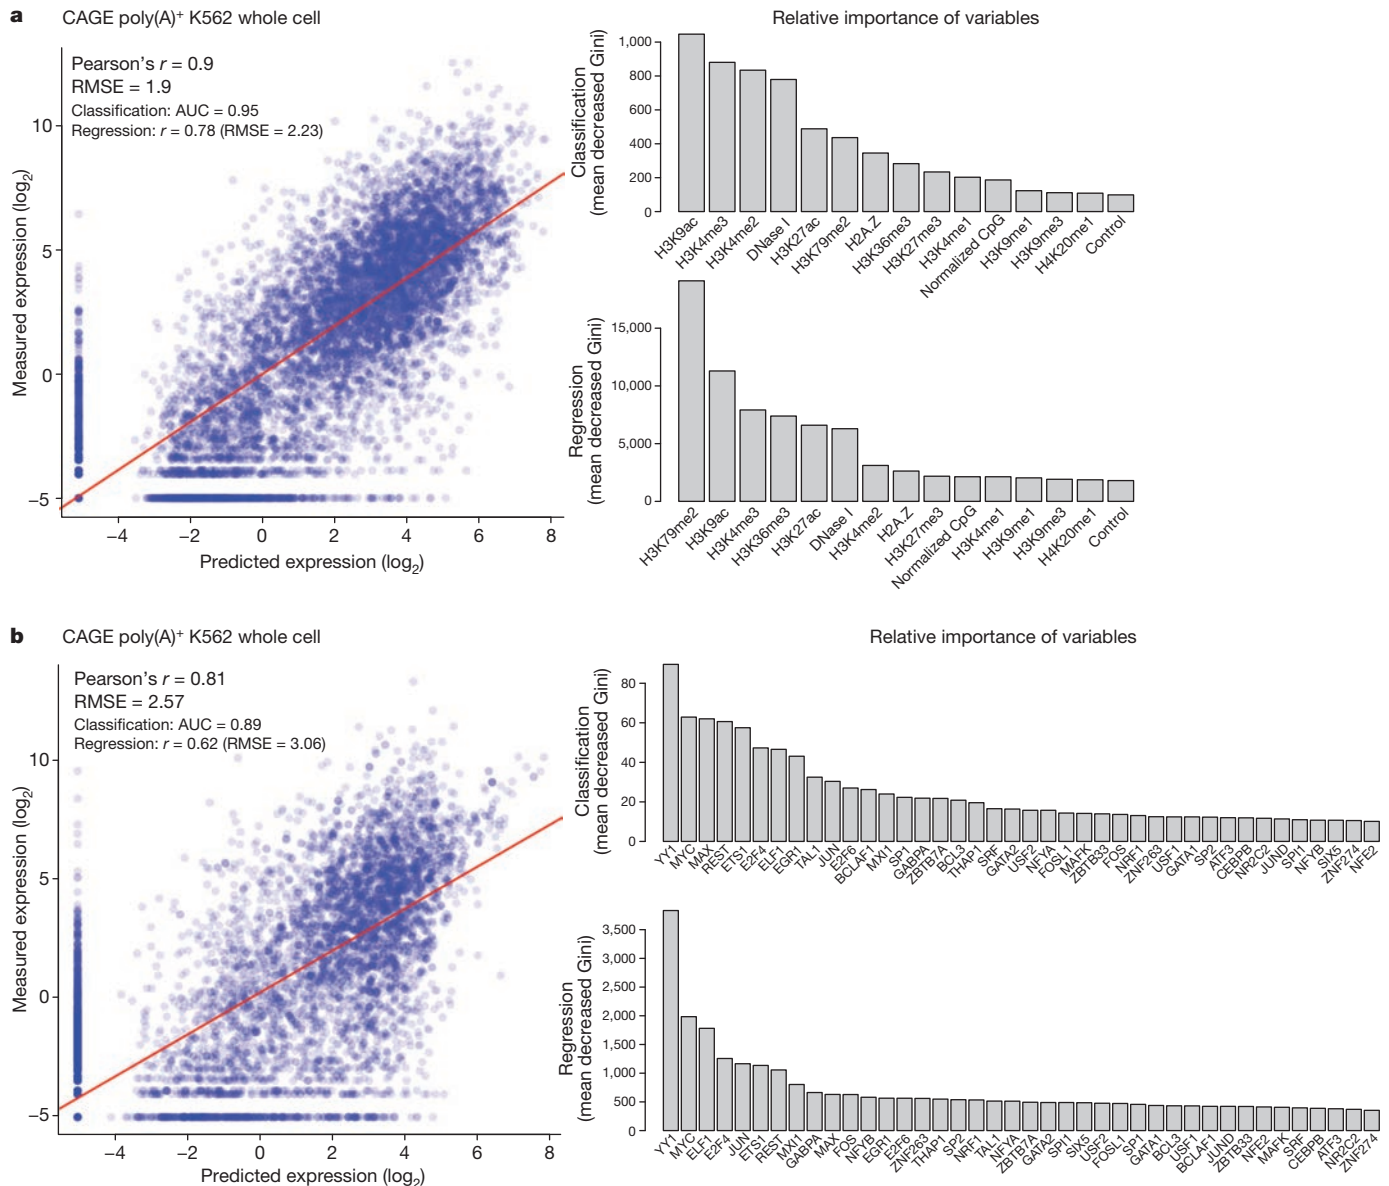 a CAGE poly(A)+ K562 whole cell
Pearson's r = 0.9
RMSE = 1.9
Classification: AUC = 0.95
Regression: r = 0.78 (RMSE = 2.23)
Measured expression (log2)
10
5
0
–5
–4 –2 0 2 4 6 8
Predicted expression (log2)
Relative importance of variables
Classification
(mean decreased Gini)
1,000
800
600
400
200
0
H3K9ac H3K4me3 H3K4me2 DNase I H3K27ac H3K79me2 H2A.Z H3K36me3 H3K27me3 H3K4me1 Normalized CpG H3K9me1 H3K9me3 H4K20me1 Control
Regression
(mean decreased Gini)
15,000
10,000
5,000
0
H3K79me2 H3K9ac H3K4me3 H3K36me3 H3K27ac DNase I H3K4me2 H2A.Z H3K27me3 Normalized CpG H3K4me1 H3K9me1 H3K9me3 H4K20me1 Control
b CAGE poly(A)+ K562 whole cell
Pearson's r = 0.81
RMSE = 2.57
Classification: AUC = 0.89
Regression: r = 0.62 (RMSE = 3.06)
Measured expression (log2)
10
5
0
–5
–4 –2 0 2 4 6 8
Predicted expression (log2)
Relative importance of variables
Classification
(mean decreased Gini)
80
60
40
20
0
YY1 MYC MAX REST ETS1 E2F4 ELF1 EGR1 TAL1 JUN E2F6 BCLAF1 MXI1 SP1 GABPA ZBTB7A BCL3 THAP1 SRF GATA2 USF2 NFYA FOSL1 MAFK ZBTB33 FOS NRF1 ZNF263 USF1 GATA1 SP2 ATF3 CEBPB NR2C2 JUND SPI1 NFYB SIX5 ZNF274 NFE2
Regression
(mean decreased Gini)
3,500
3,000
2,500
2,000
1,500
1,000
500
0
YY1 MYC ELF1 E2F4 JUN ETS1 REST MXI1 GABPA MAX FOS NFYB EGR1 E2F6 ZNF263 THAP1 SP2 NRF1 TAL1 NFYA ZBTB7A GATA2 SPI1 SIX5 USF2 FOSL1 SP1 GATA1 BCL3 USF1 BCLAF1 JUND ZBTB33 NFE2 MAFK SRF CEBPB ATF3 NR2C2 ZNF274